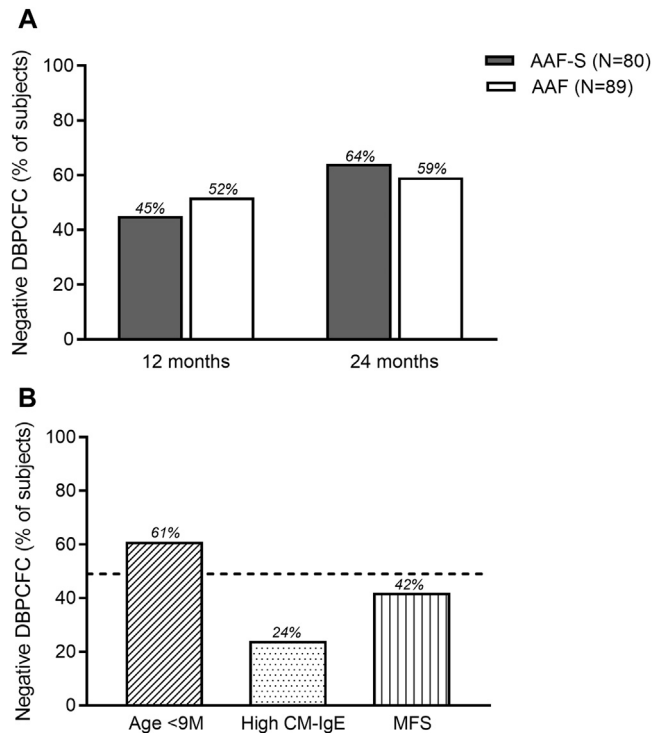 A
AAF-S (N=80)
AAF (N=89)
Negative DBPCFC (% of subjects)
100
80
60
40
20
0
45%
52%
64%
59%
12 months
24 months
B
Negative DBPCFC (% of subjects)
100
80
60
40
20
0
61%
24%
42%
Age <9M
High CM-IgE
MFS